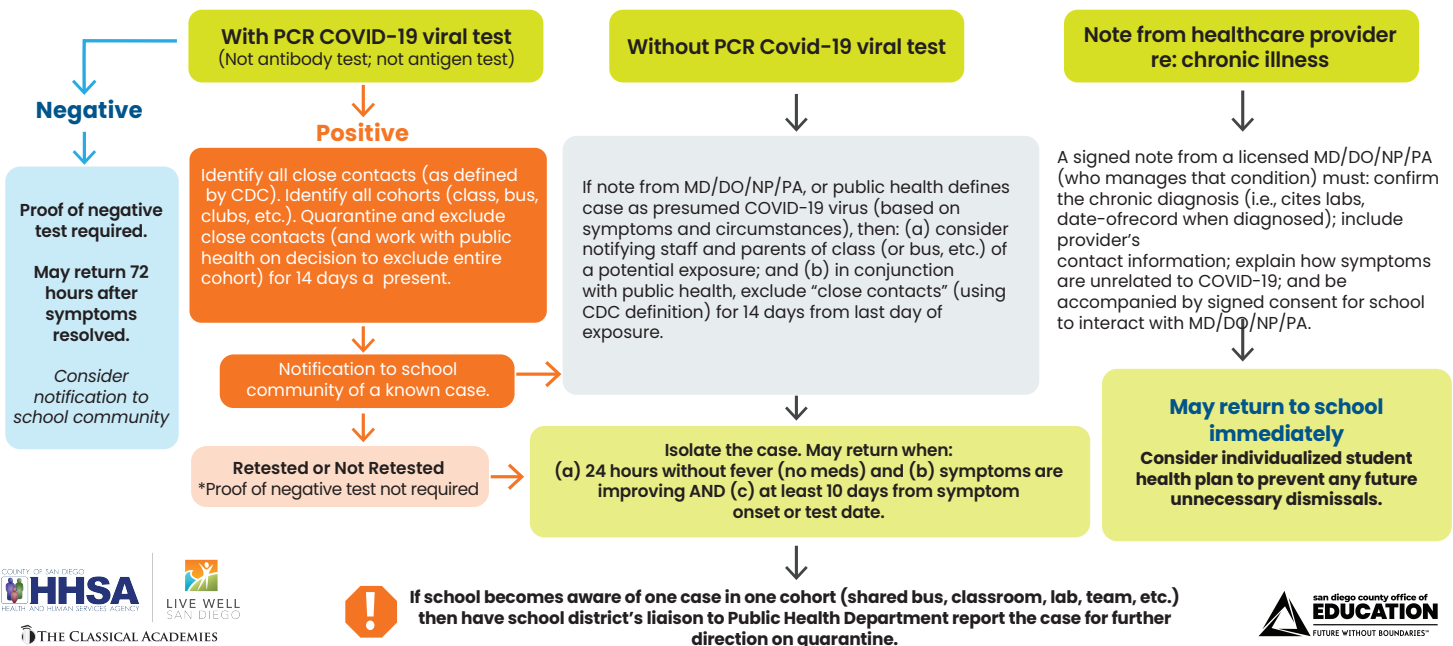 With PCR COVID-19 viral test
(Not antibody test; not antigen test)
Negative
Proof of negative
test required.
May return 72
hours after
symptoms
resolved.
Consider
notification to
school community
Positive
Identify all close contacts (as defined
by CDC). Identify all cohorts (class, bus,
clubs, etc.). Quarantine and exclude
close contacts (and work with public
health on decision to exclude entire
cohort) for 14 days a present.
Notification to school
community of a known case.
Retested or Not Retested
*Proof of negative test not required
Without PCR Covid-19 viral test
If note from MD/DO/NP/PA, or public health defines
case as presumed COVID-19 virus (based on
symptoms and circumstances), then: (a) consider
notifying staff and parents of class (or bus, etc.) of
a potential exposure; and (b) in conjunction
with public health, exclude “close contacts” (using
CDC definition) for 14 days from last day of
exposure.
Isolate the case. May return when:
(a) 24 hours without fever (no meds) and (b) symptoms are
improving AND (c) at least 10 days from symptom
onset or test date.
Note from healthcare provider
re: chronic illness
A signed note from a licensed MD/DO/NP/PA
(who manages that condition) must: confirm
the chronic diagnosis (i.e., cites labs,
date-ofrecord when diagnosed); include
provider’s
contact information; explain how symptoms
are unrelated to COVID-19; and be
accompanied by signed consent for school
to interact with MD/DO/NP/PA.
May return to school
immediately
Consider individualized student
health plan to prevent any future
unnecessary dismissals.
If school becomes aware of one case in one cohort (shared bus, classroom, lab, team, etc.)
then have school district’s liaison to Public Health Department report the case for further
direction on quarantine.
COUNTY OF SAN DIEGO
HHSA
HEALTH AND HUMAN SERVICES AGENCY
LIVE WELL
SAN DIEGO
THE CLASSICAL ACADEMIES
san diego county office of
EDUCATION
FUTURE WITHOUT BOUNDARIES™